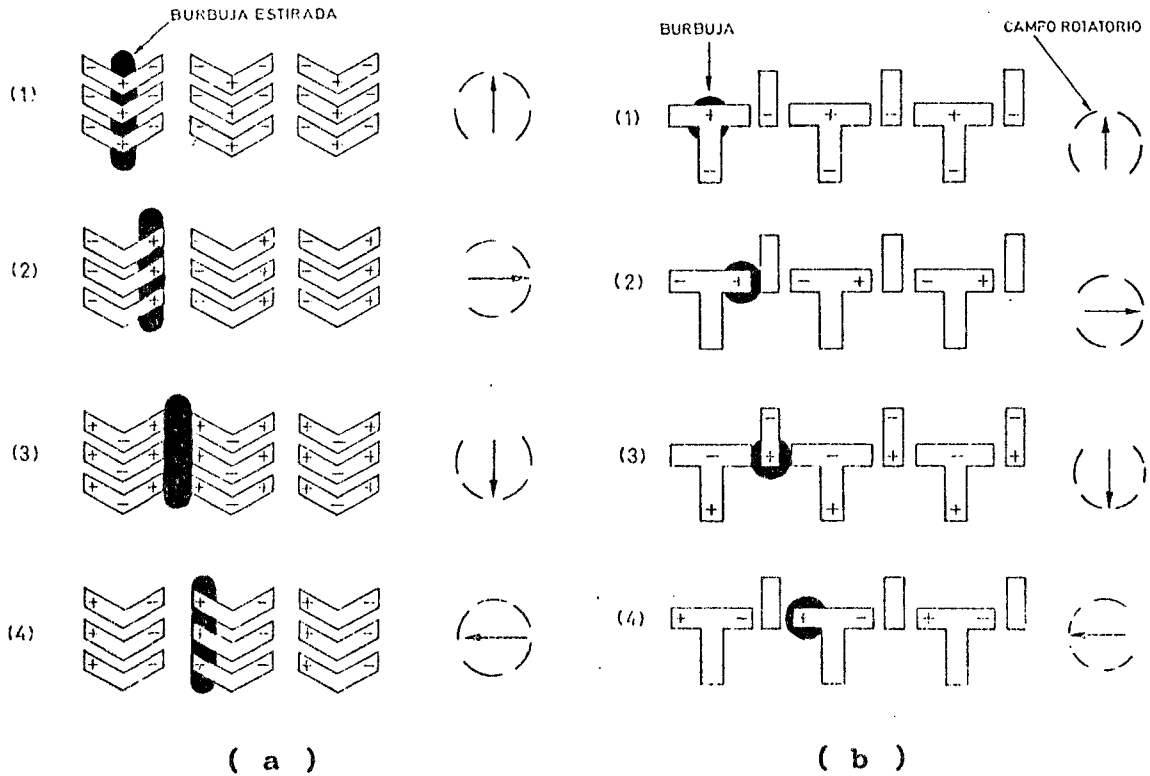 BURBUJA ESTIRADA
(1)
(2)
(3)
(4)
( a )
BURBUJA
CAMPO ROTATORIO
(1)
(2)
(3)
(4)
( b )